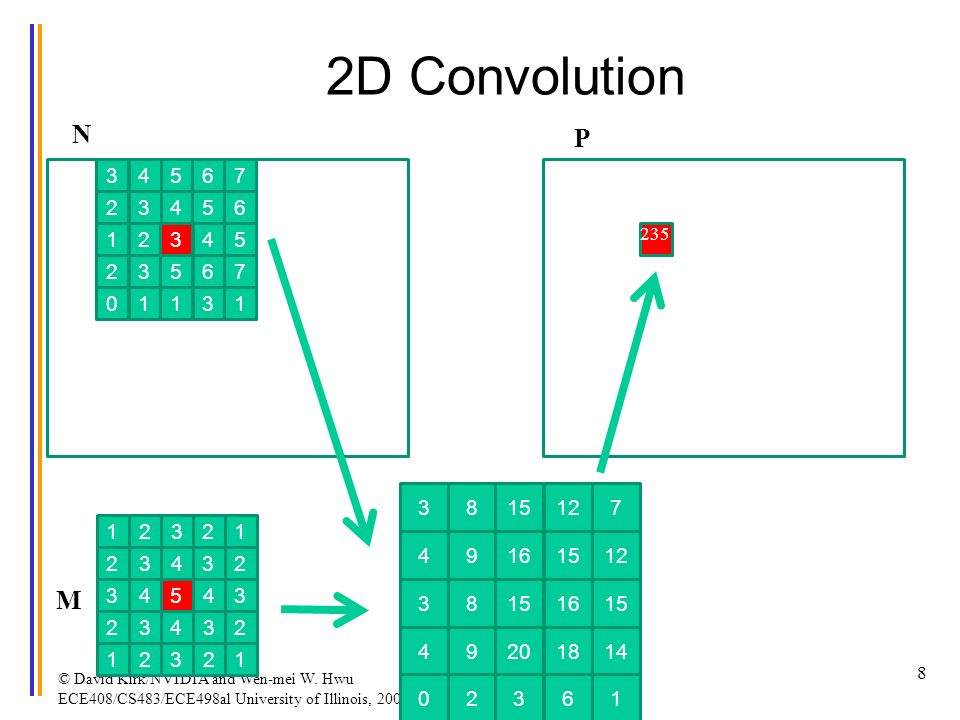 2D Convolution
N
P
3 4 5 6 7
2 3 4 5 6
1 2 3 4 5
2 3 5 6 7
0 1 1 3 1
235
M
1 2 3 2 1
2 3 4 3 2
3 4 5 4 3
2 3 4 3 2
1 2 3 2 1
3 8 15 12 7
4 9 16 15 12
3 8 15 16 15
4 9 20 18 14
0 2 3 6 1
© David Kirk/NVIDIA and Wen-mei W. Hwu
ECE408/CS483/ECE498al University of Illinois, 200
8